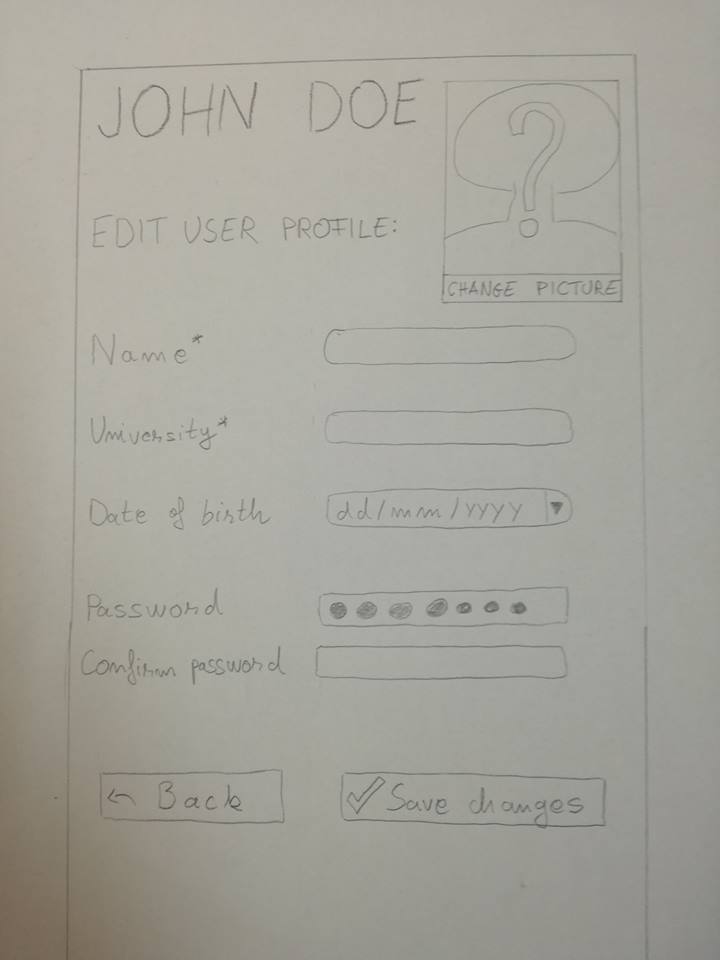 JOHN DOE
?
EDIT USER PROFILE:
CHANGE PICTURE
Name*
University*
Date of birth dd/mm/yyyy
Password
Confirm password
Back
Save changes